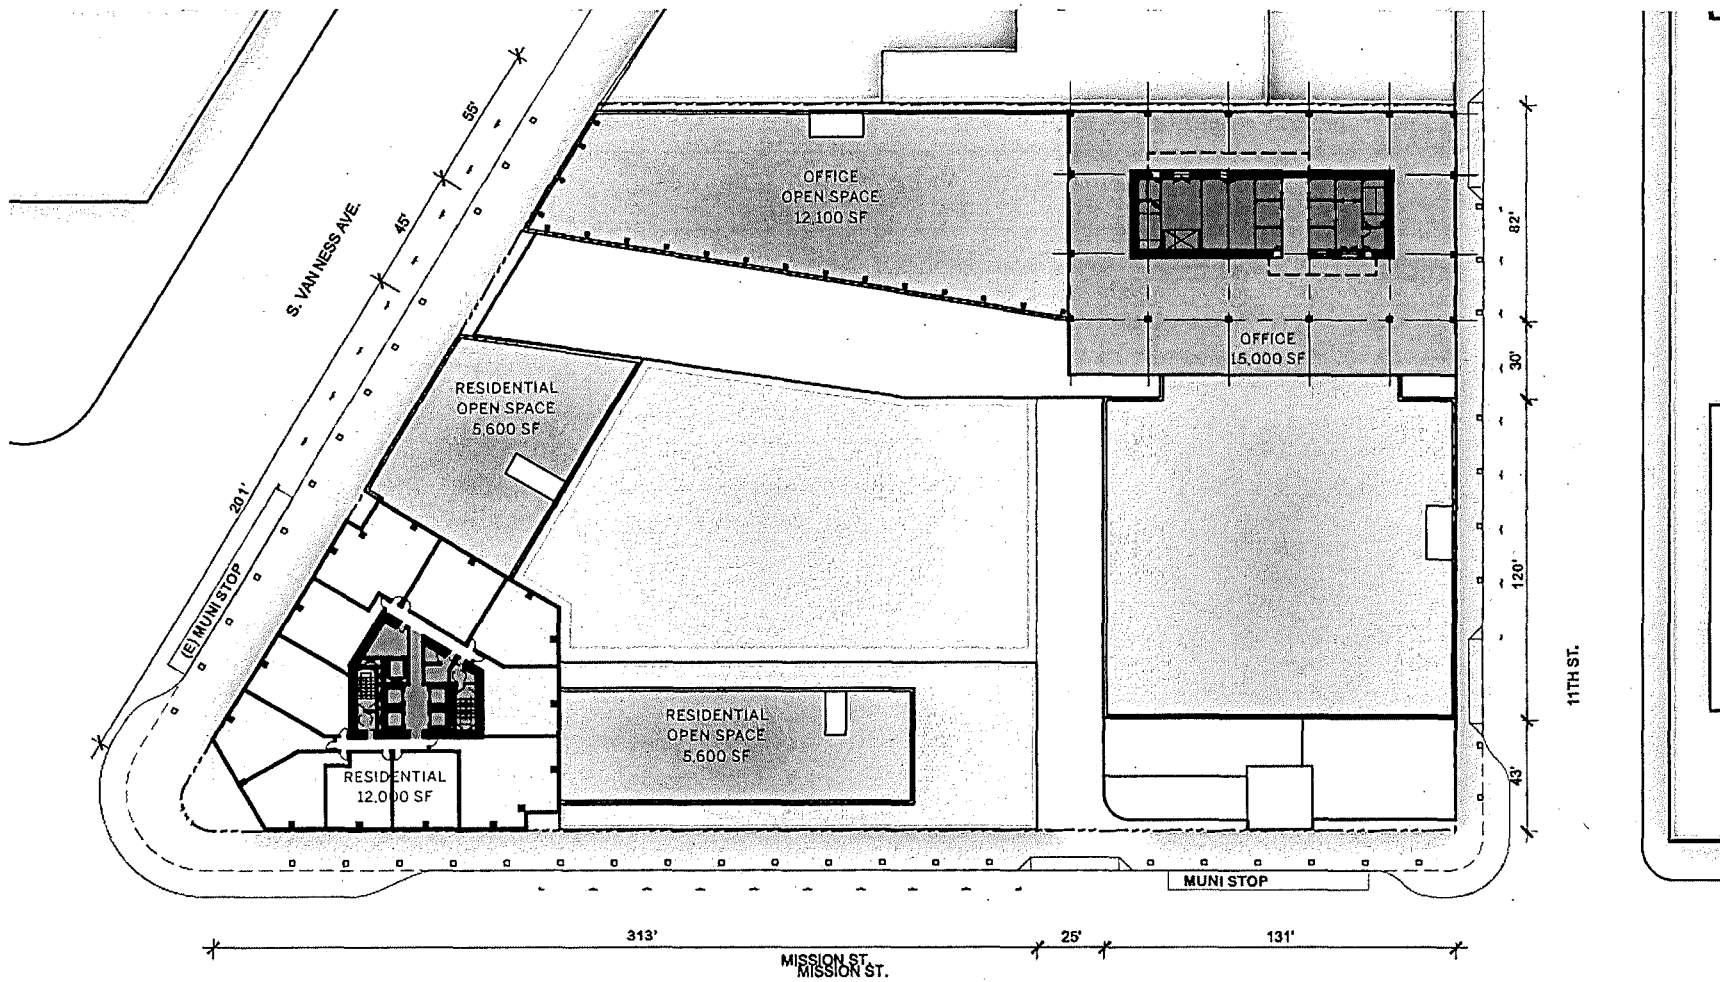 55'
45'
S. VAN NESS AVE.
201'
(E) MUNI STOP
OFFICE
OPEN SPACE
12,100 SF
82'
OFFICE
15,000 SF
30'
RESIDENTIAL
OPEN SPACE
5,600 SF
120'
11TH ST.
RESIDENTIAL
OPEN SPACE
5,600 SF
RESIDENTIAL
12,000 SF
43'
MUNI STOP
313'
25'
131'
MISSION ST.
MISSION ST.